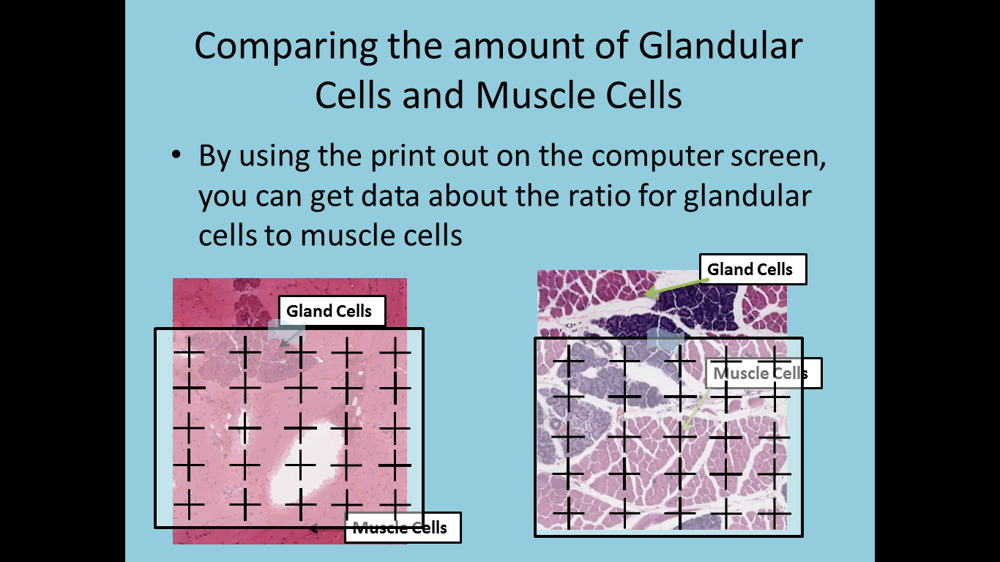 Comparing the amount of Glandular
Cells and Muscle Cells
• By using the print out on the computer screen,
you can get data about the ratio for glandular
cells to muscle cells
Gland Cells
Muscle Cells
Gland Cells
Muscle Cells